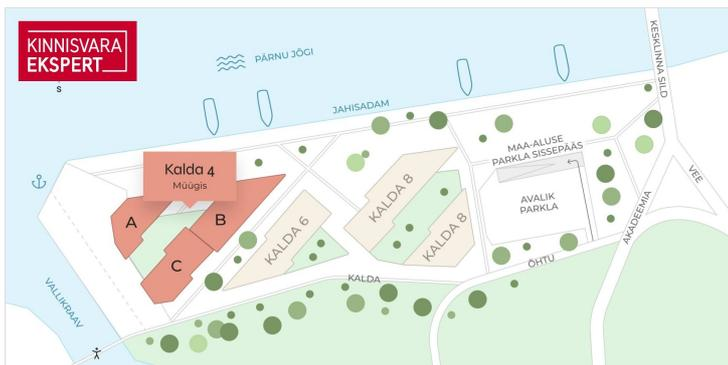 KINNISVARA
EKSPERT
S
PÄRNU JÕGI
JAHISADAM
KESKLINNA SILD
Kalda 4
Müügis
A
B
C
KALDA 6
KALDA 8
KALDA 8
MAA-ALUSE
PARKLA SISSEPÄÄS
AVALIK
PARKLA
AKADEEMIA
VEE
ÕHTU
KALDA
VALLIKRAAV